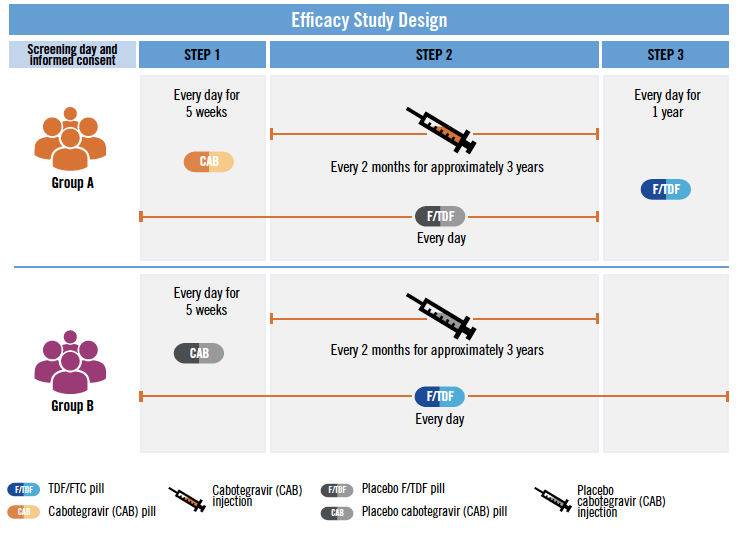 Efficacy Study Design
Screening day and
informed consent
STEP 1
STEP 2
STEP 3
Every day for
5 weeks
CAB
Every 2 months for approximately 3 years
F/TDF
Every day
Every day for
1 year
F/TDF
Group A
Every day for
5 weeks
CAB
Every 2 months for approximately 3 years
F/TDF
Every day
Group B
F/TDF
TDF/FTC pill
CAB
Cabotegravir (CAB) pill
Cabotegravir (CAB)
injection
F/TDF
Placebo F/TDF pill
CAB
Placebo cabotegravir (CAB) pill
Placebo
cabotegravir (CAB)
injection